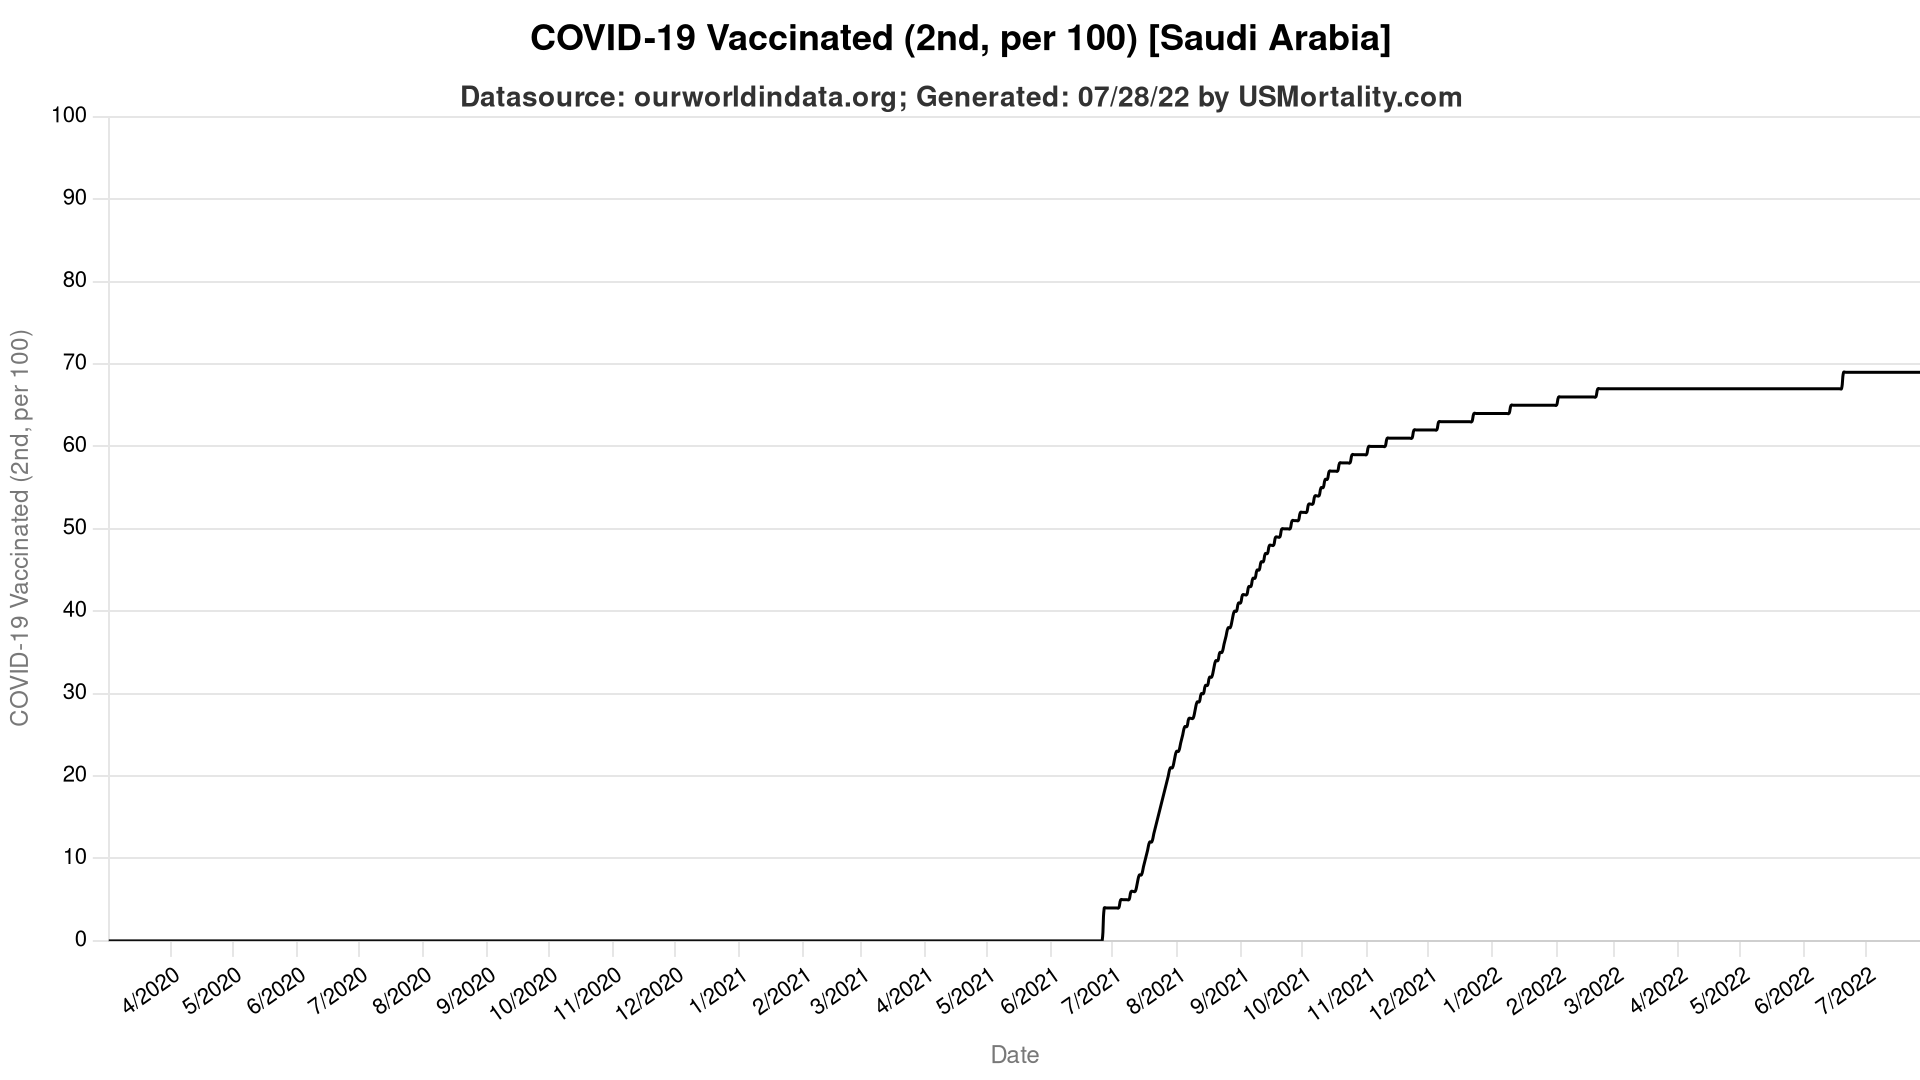 COVID-19 Vaccinated (2nd, per 100) [Saudi Arabia]
Datasource: ourworldindata.org; Generated: 07/28/22 by USMortality.com
COVID-19 Vaccinated (2nd, per 100)
100
90
80
70
60
50
40
30
20
10
0
4/2020 5/2020 6/2020 7/2020 8/2020 9/2020 10/2020 11/2020 12/2020 1/2021 2/2021 3/2021 4/2021 5/2021 6/2021 7/2021 8/2021 9/2021 10/2021 11/2021 12/2021 1/2022 2/2022 3/2022 4/2022 5/2022 6/2022 7/2022
Date